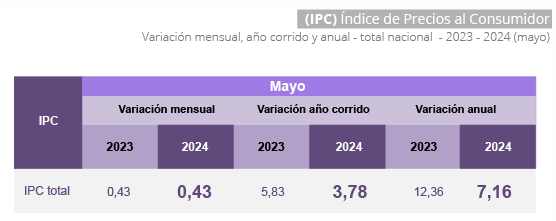 (IPC) Índice de Precios al Consumidor
Variación mensual, año corrido y anual - total nacional - 2023 - 2024 (mayo)
IPC
Mayo
Variación mensual Variación año corrido Variación anual
2023 2024 2023 2024 2023 2024
IPC total 0,43 0,43 5,83 3,78 12,36 7,16